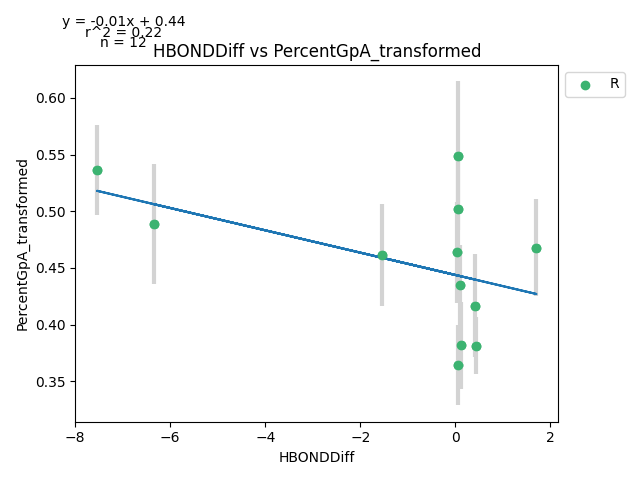 y = -0.01x + 0.44
r^2 = 0.22
n = 12
HBONDDiff vs PercentGpA_transformed
R
PercentGpA_transformed
0.60
0.55
0.50
0.45
0.40
0.35
−8
−6
−4
−2
0
2
HBONDDiff